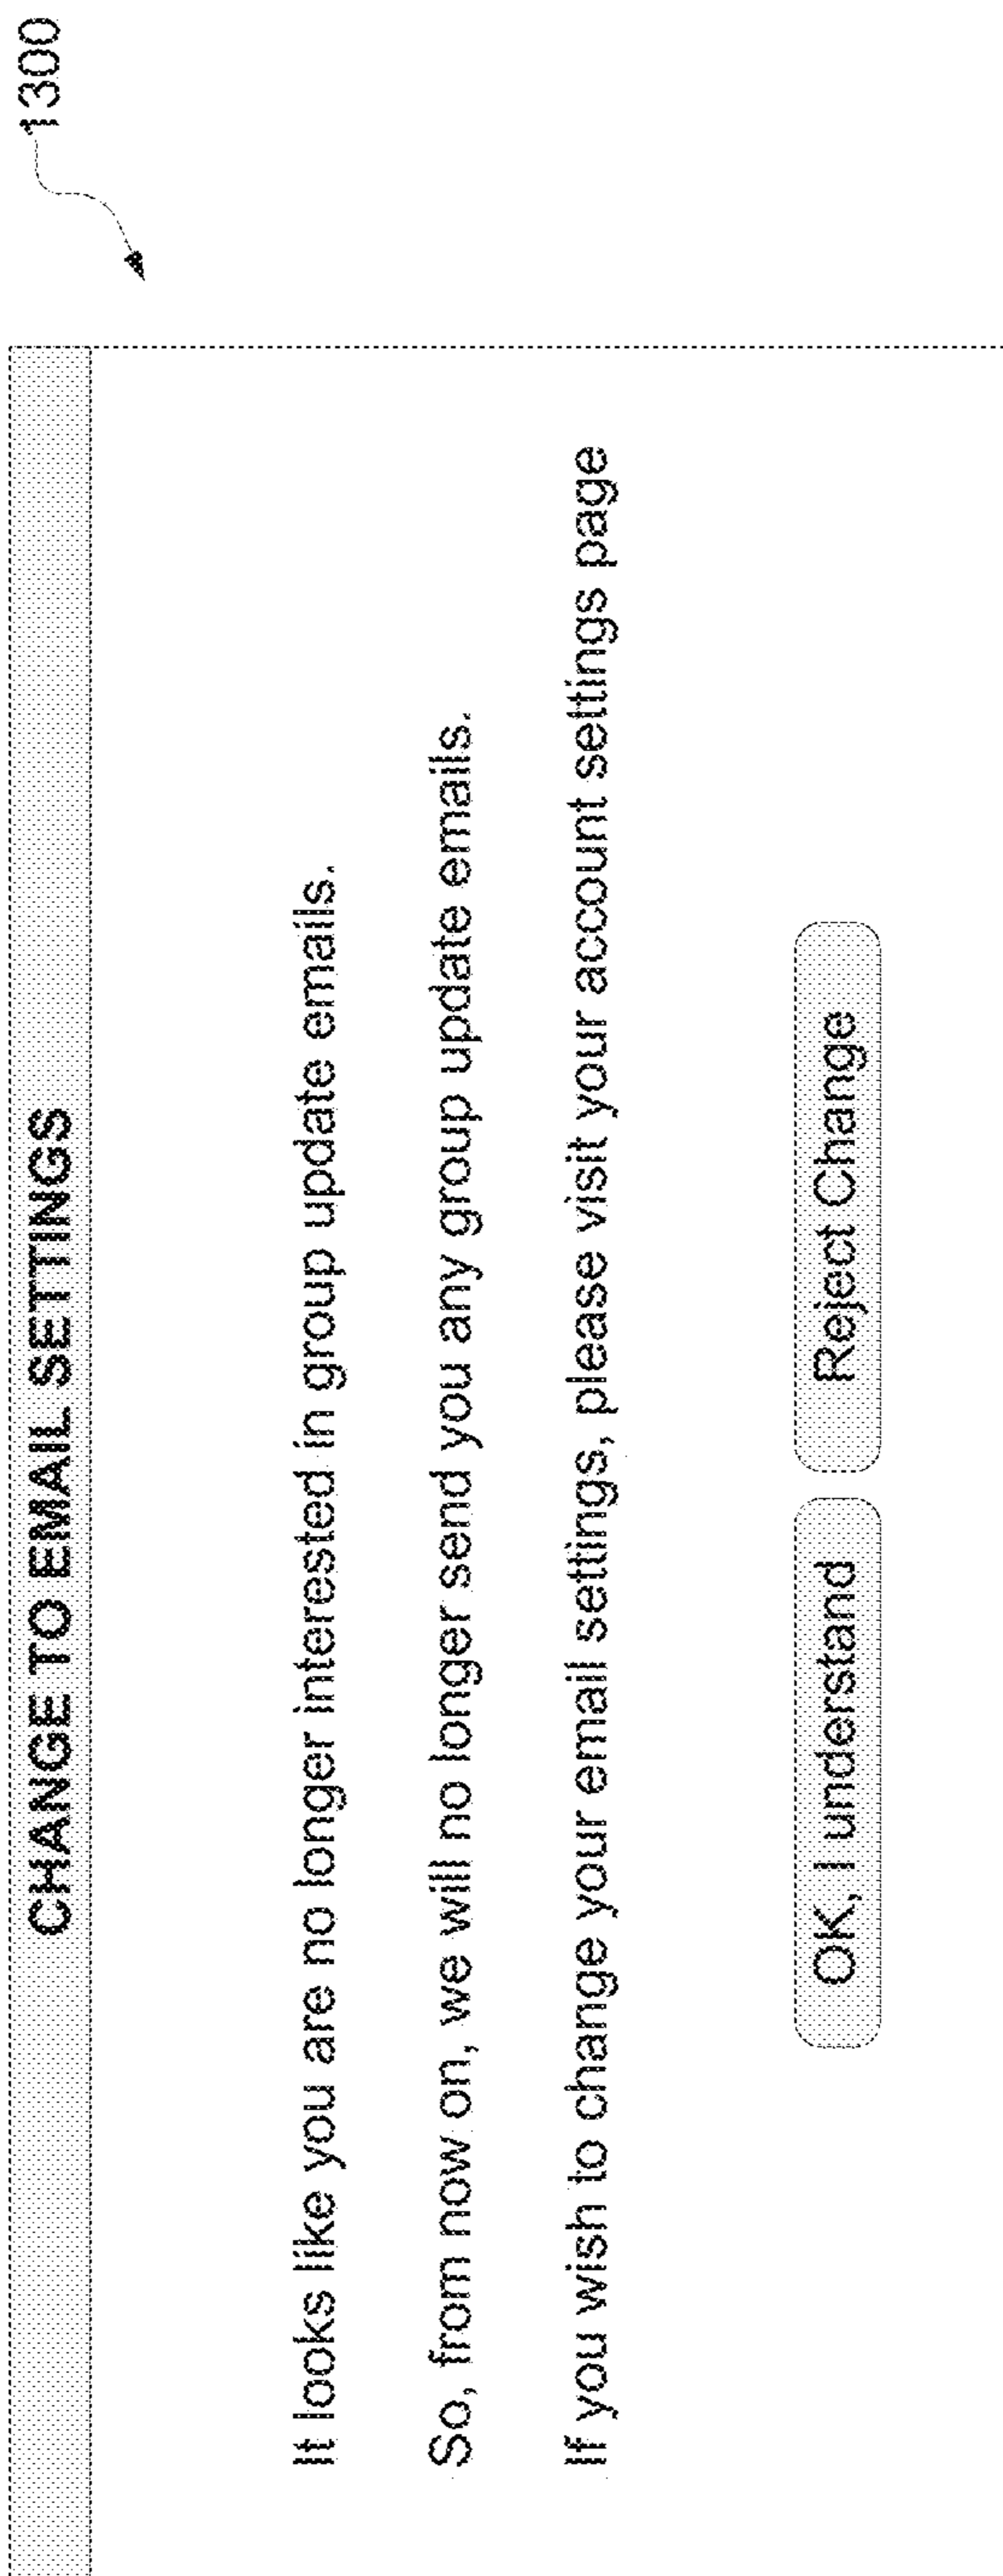 1300
CHANGE TO EMAIL SETTINGS
It looks like you are no longer interested in group update emails.
So, from now on, we will no longer send you any group update emails.
If you wish to change your email settings, please visit your account settings page
OK, I understand
Reject Change